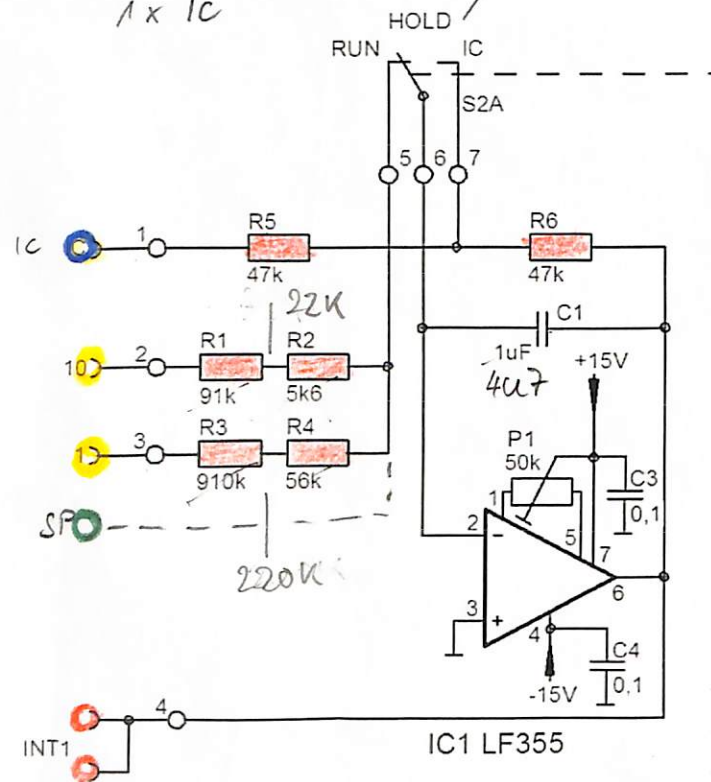 1 x IC
HOLD
RUN
IC
S2A
5
6
7
IC
1
R5
47k
R6
47k
22K
C1
1uF
4u7
10
2
R1
91k
R2
5k6
+15V
1
3
R3
910k
R4
56k
P1
50k
C3
0,1
SP
220K
1
5
7
2
-
6
3
+
4
C4
0,1
-15V
4
INT1
IC1 LF355